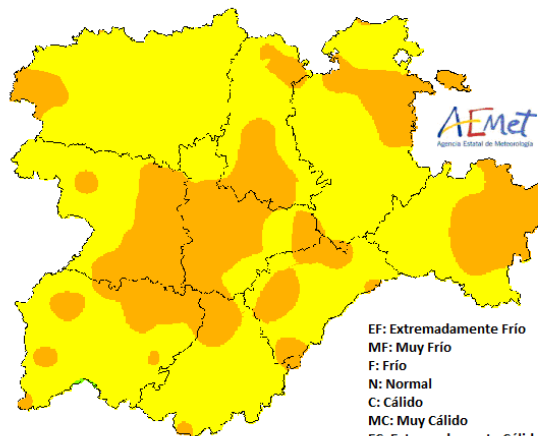 AEMet
Agencia Estatal de Meteorología
EF: Extremadamente Frío
MF: Muy Frío
F: Frío
N: Normal
C: Cálido
MC: Muy Cálido